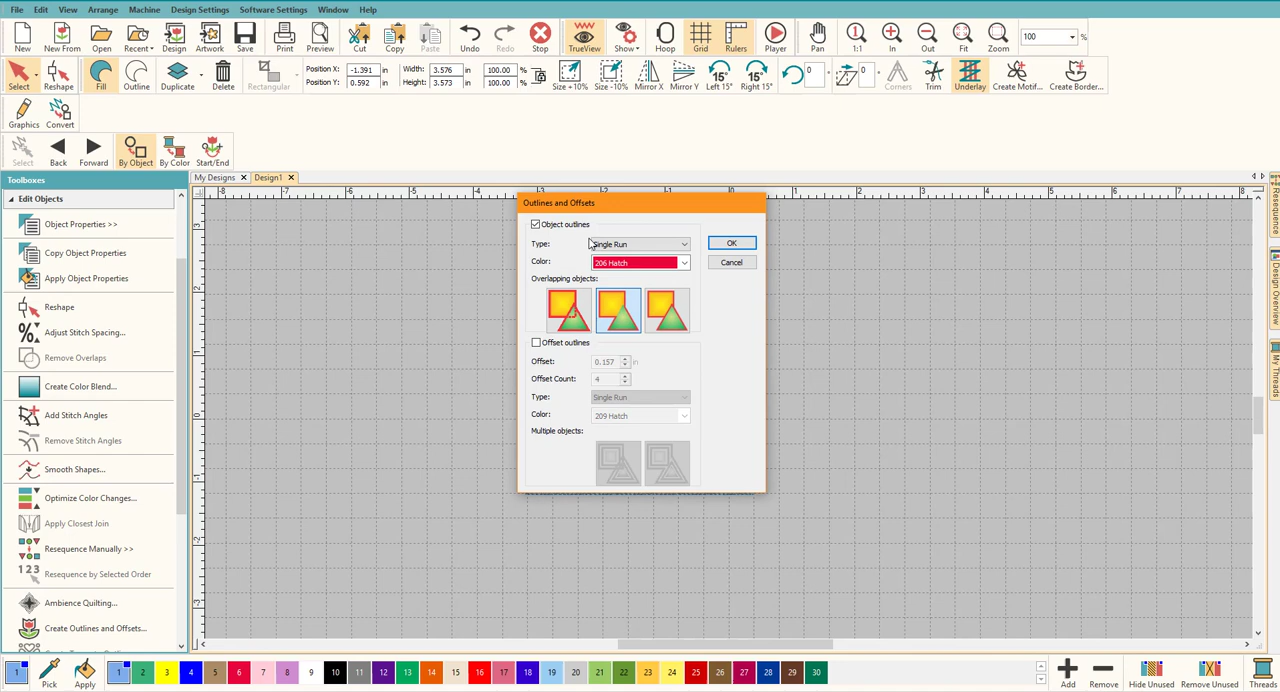 File Edit View Arrange Machine Design Settings Software Settings Window Help
New New From Open Recent Design Artwork Save Print Preview Cut Copy Paste Undo Redo Stop TrueView Show Hoop Grid Rulers Player Pan 1:1 In Out Fit Zoom 100 %
Select Reshape Fill Outline Duplicate Delete Rectangular Position X: -1.391 in Width: 3.576 in 100.00 % Size +10% Size -10% Mirror X Mirror Y Left 15° Right 15° 0 0 Corners Trim Underlay Create Motif... Create Border...
Position Y: 0.592 in Height: 3.573 in 100.00 %
Graphics Convert
Select Back Forward By Object By Color Start/End
Toolboxes
My Designs Design1
Edit Objects
Object Properties >>
Copy Object Properties
Apply Object Properties
Reshape
Adjust Stitch Spacing...
Remove Overlaps
Create Color Blend...
Add Stitch Angles
Remove Stitch Angles
Smooth Shapes...
Optimize Color Changes...
Apply Closest Join
Resequence Manually >>
Resequence by Selected Order
Ambience Quilting...
Create Outlines and Offsets...
Outlines and Offsets
Object outlines
Type: Single Run
Color: 206 Hatch
Overlapping objects:
OK
Cancel
Offset outlines
Offset: 0.157 in
Offset Count: 4
Type: Single Run
Color: 209 Hatch
Multiple objects:
Resequence
Design Overview
My Threads
1 Pick Apply 1 2 3 4 5 6 7 8 9 10 11 12 13 14 15 16 17 18 19 20 21 22 23 24 25 26 27 28 29 30 Add Remove Hide Unused Remove Unused Threads